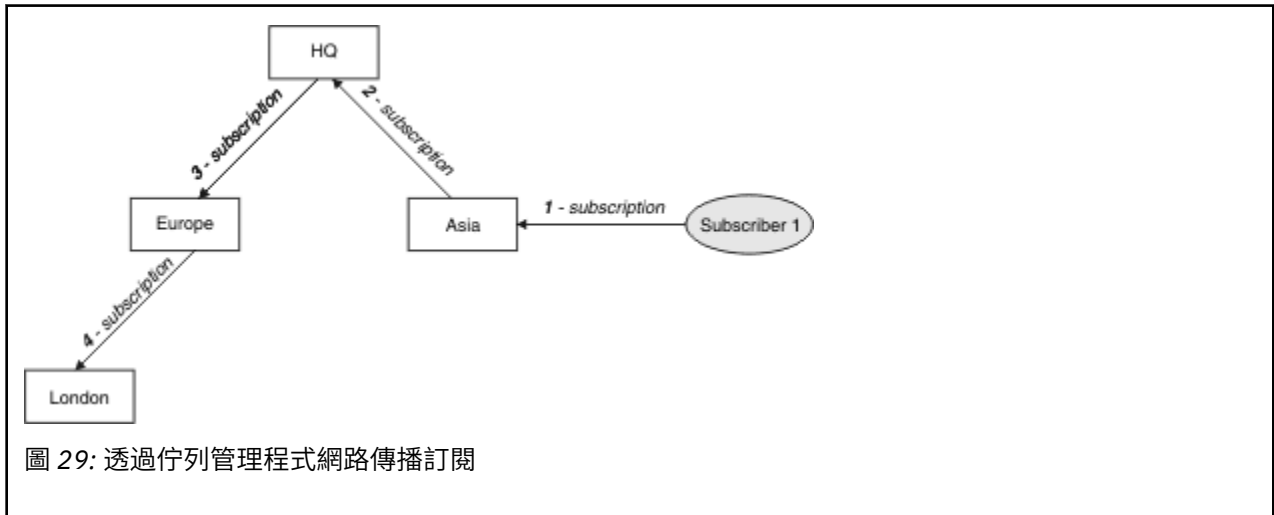 HQ
2 - subscription
3 - subscription
Europe
Asia
1 - subscription
Subscriber 1
4 - subscription
London
圖 29: 透過佇列管理程式網路傳播訂閱